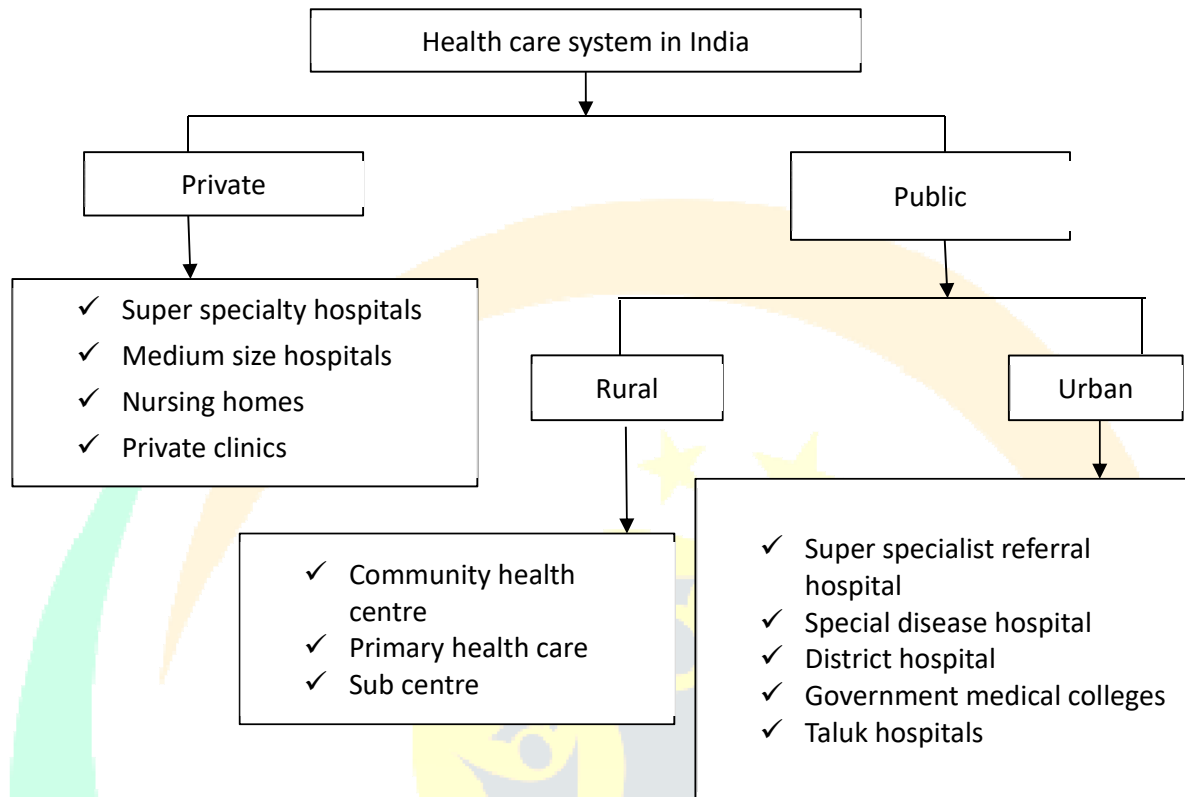 Health care system in India
Private
Public
✓ Super specialty hospitals
✓ Medium size hospitals
✓ Nursing homes
✓ Private clinics
Rural
Urban
✓ Community health
centre
✓ Primary health care
✓ Sub centre
✓ Super specialist referral
hospital
✓ Special disease hospital
✓ District hospital
✓ Government medical colleges
✓ Taluk hospitals